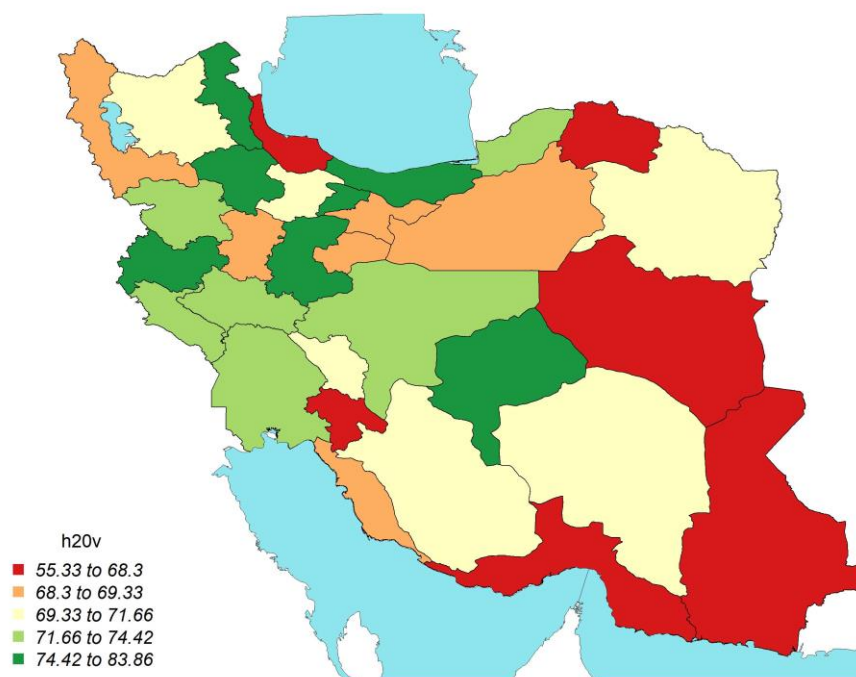 h20v
55.33 to 68.3
68.3 to 69.33
69.33 to 71.66
71.66 to 74.42
74.42 to 83.86